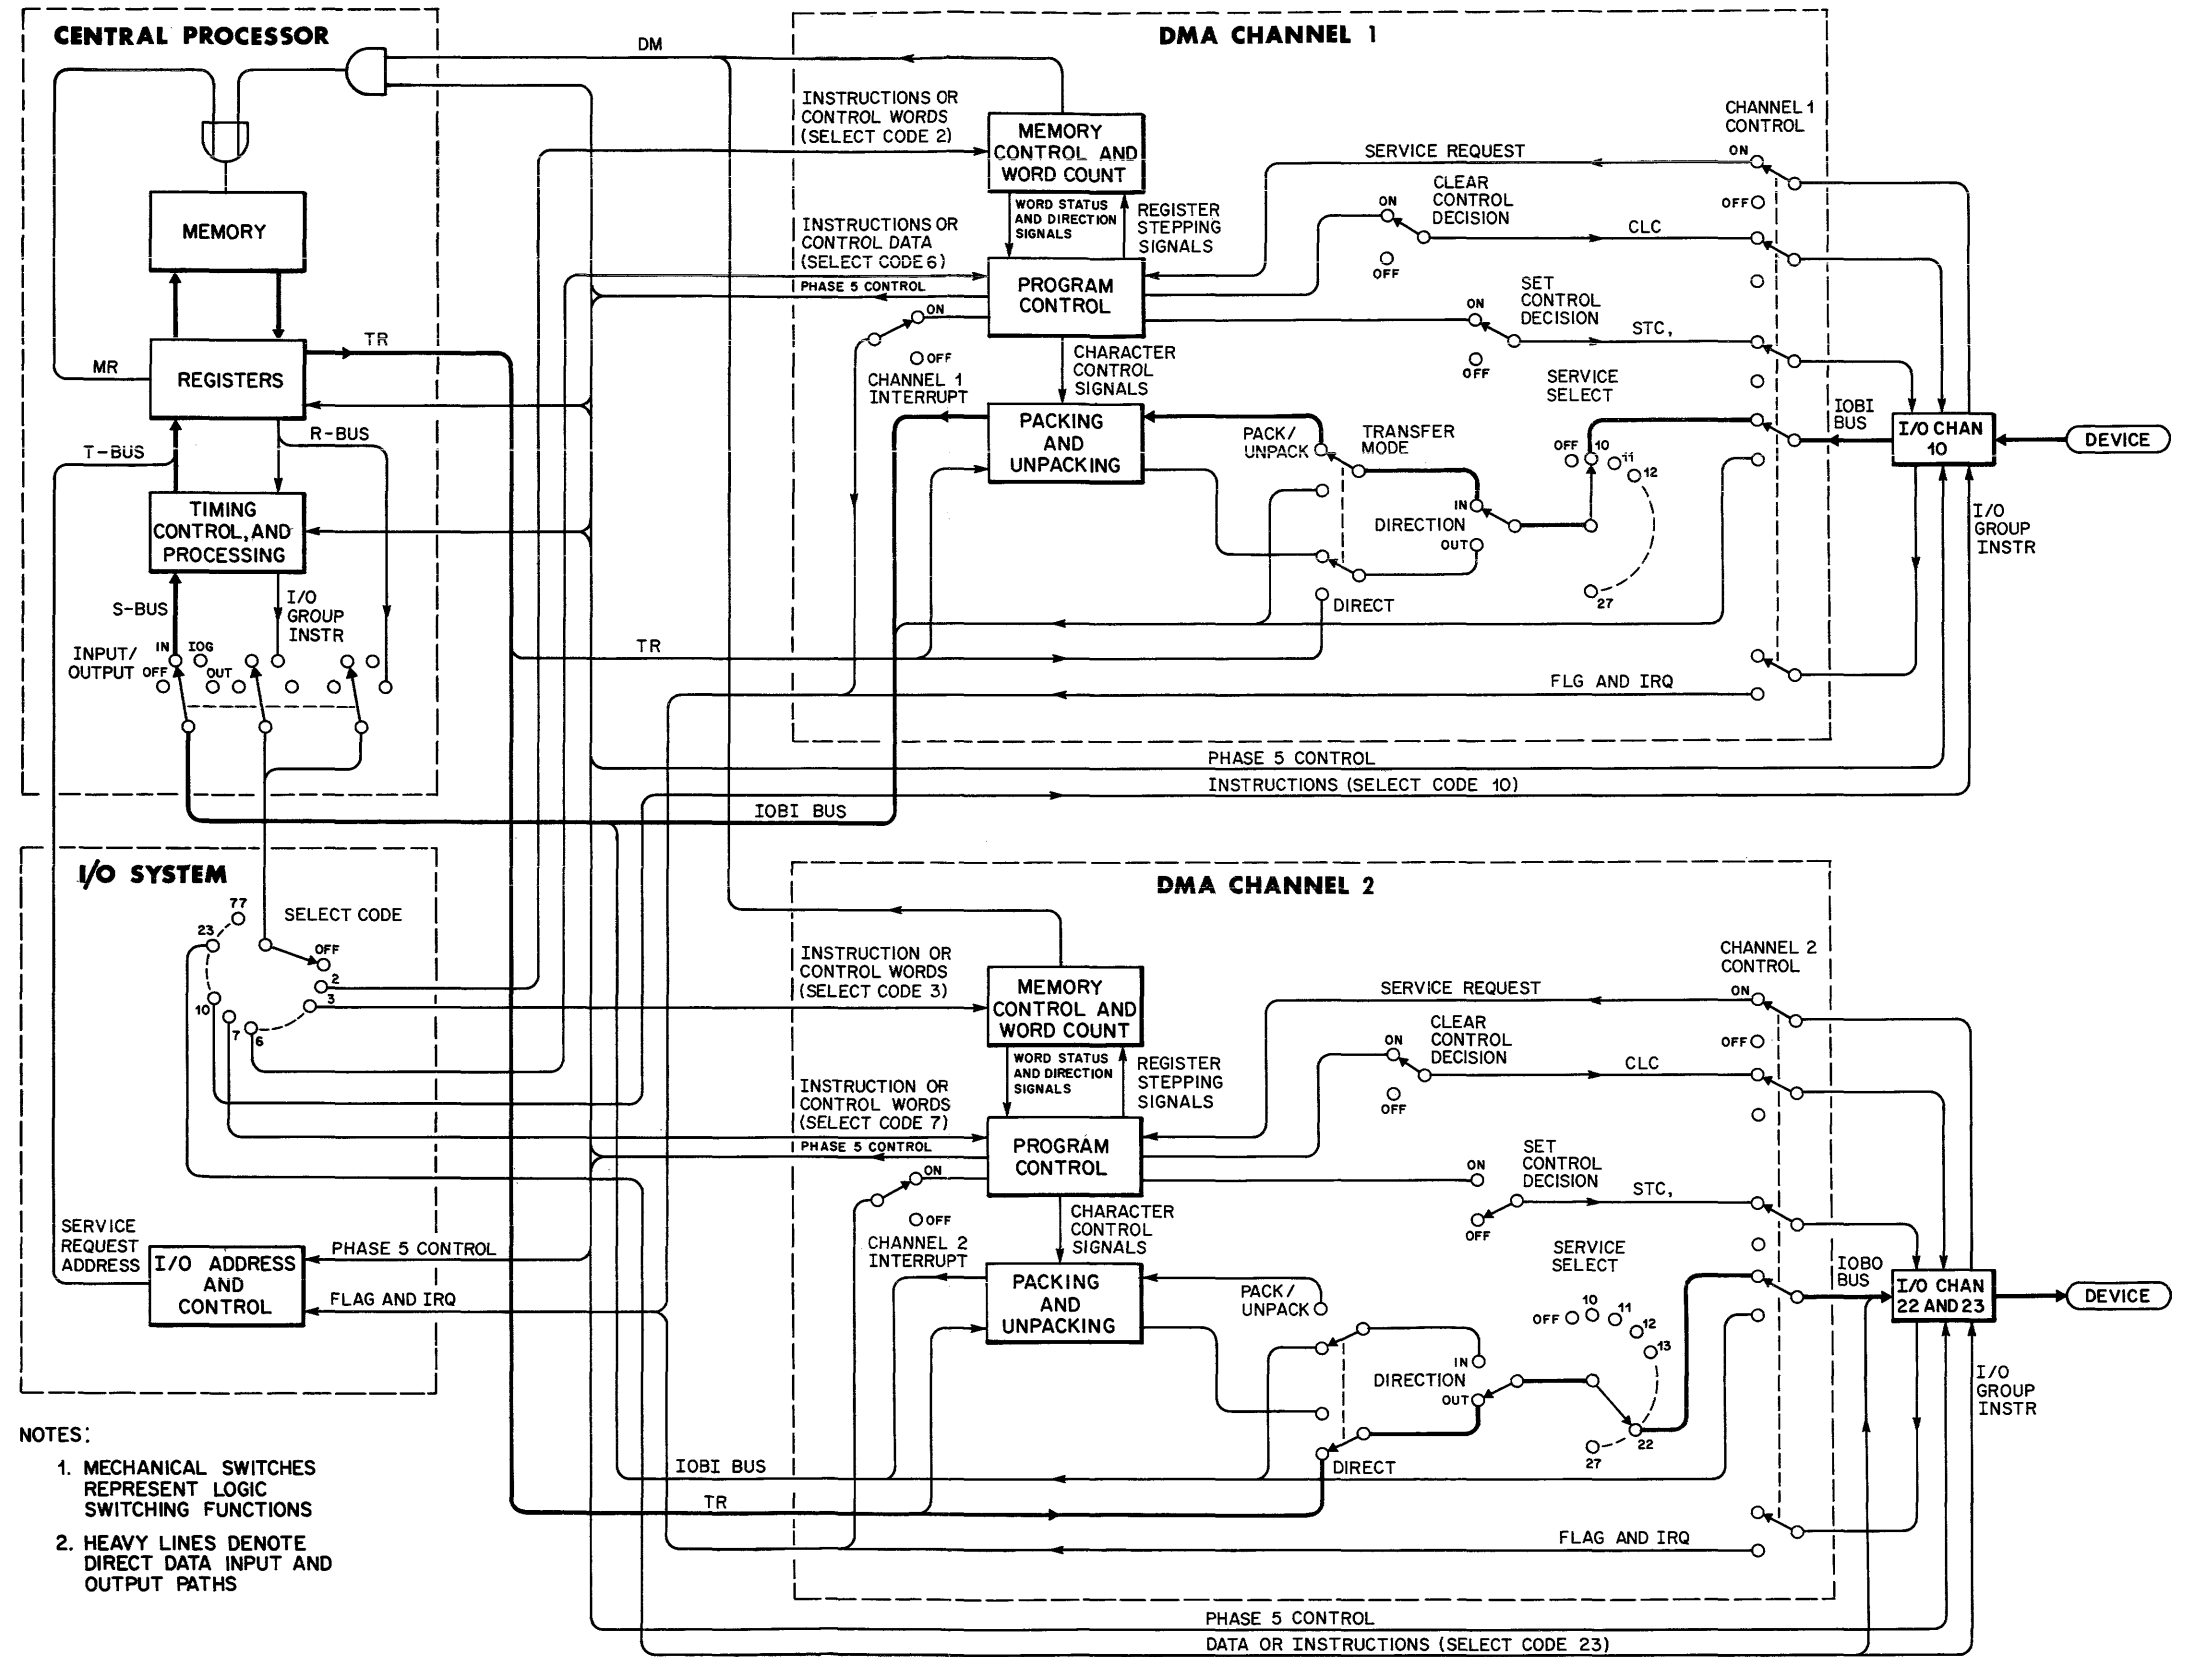 CENTRAL PROCESSOR
MEMORY
REGISTERS
MR
TR
T-BUS
R-BUS
TIMING
CONTROL, AND
PROCESSING
S-BUS
I/O
GROUP
INSTR
INPUT/
OUTPUT
IN
IOG
OFF
OUT
DM
TR
IOBI BUS
I/O SYSTEM
SELECT CODE
77
23
OFF
2
3
10
7
6
SERVICE
REQUEST
ADDRESS
I/O ADDRESS
AND
CONTROL
PHASE 5 CONTROL
FLAG AND IRQ
NOTES:
1. MECHANICAL SWITCHES
REPRESENT LOGIC
SWITCHING FUNCTIONS
2. HEAVY LINES DENOTE
DIRECT DATA INPUT AND
OUTPUT PATHS
DMA CHANNEL 1
INSTRUCTIONS OR
CONTROL WORDS
(SELECT CODE 2)
MEMORY
CONTROL AND
WORD COUNT
WORD STATUS
AND DIRECTION
SIGNALS
REGISTER
STEPPING
SIGNALS
INSTRUCTIONS OR
CONTROL DATA
(SELECT CODE 6)
PHASE 5 CONTROL
PROGRAM
CONTROL
ON
OFF
CHANNEL 1
INTERRUPT
CHARACTER
CONTROL
SIGNALS
PACKING
AND
UNPACKING
SERVICE REQUEST
CLEAR
CONTROL
DECISION
ON
OFF
CLC
SET
CONTROL
DECISION
ON
OFF
STC,
CHANNEL 1
CONTROL
ON
OFF
SERVICE
SELECT
OFF
10
11
12
27
PACK/
UNPACK
TRANSFER
MODE
IN
DIRECTION
OUT
DIRECT
FLG AND IRQ
IOBI
BUS
I/O CHAN
10
DEVICE
I/O
GROUP
INSTR
PHASE 5 CONTROL
INSTRUCTIONS (SELECT CODE 10)
DMA CHANNEL 2
INSTRUCTION OR
CONTROL WORDS
(SELECT CODE 3)
MEMORY
CONTROL AND
WORD COUNT
WORD STATUS
AND DIRECTION
SIGNALS
REGISTER
STEPPING
SIGNALS
INSTRUCTION OR
CONTROL WORDS
(SELECT CODE 7)
PHASE 5 CONTROL
PROGRAM
CONTROL
ON
OFF
CHANNEL 2
INTERRUPT
CHARACTER
CONTROL
SIGNALS
PACKING
AND
UNPACKING
SERVICE REQUEST
CLEAR
CONTROL
DECISION
ON
OFF
CLC
SET
CONTROL
DECISION
ON
OFF
STC,
CHANNEL 2
CONTROL
ON
OFF
SERVICE
SELECT
OFF
10
11
12
13
22
27
PACK/
UNPACK
IN
DIRECTION
OUT
DIRECT
IOBI BUS
TR
FLAG AND IRQ
IOBO
BUS
I/O CHAN
22 AND 23
DEVICE
I/O
GROUP
INSTR
PHASE 5 CONTROL
DATA OR INSTRUCTIONS (SELECT CODE 23)